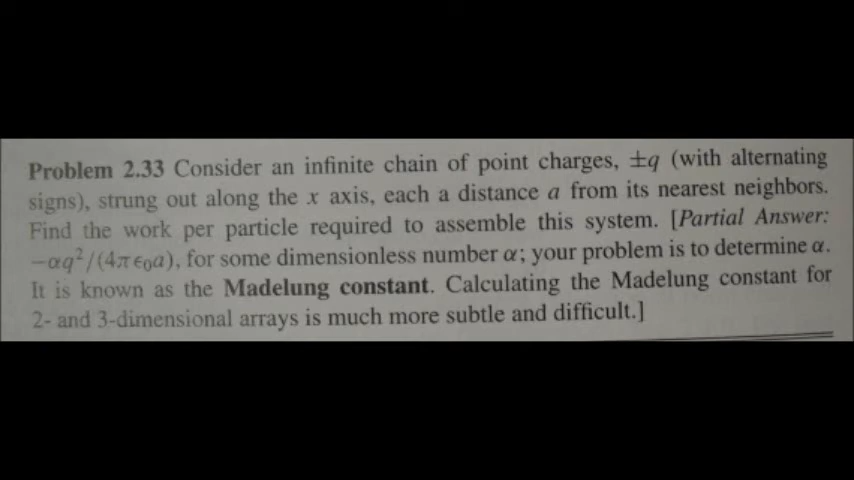 Problem 2.33 Consider an infinite chain of point charges, ±q (with alternating
signs), strung out along the x axis, each a distance a from its nearest neighbors.
Find the work per particle required to assemble this system. [Partial Answer:
−αq²/(4πϵ₀a), for some dimensionless number α; your problem is to determine α.
It is known as the Madelung constant. Calculating the Madelung constant for
2- and 3-dimensional arrays is much more subtle and difficult.]